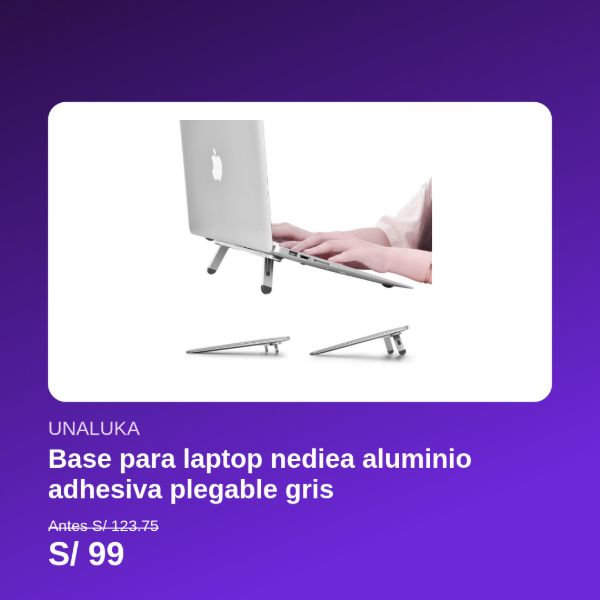 UNALUKA
Base para laptop nediea aluminio
adhesiva plegable gris
Antes S/ 123.75
S/ 99